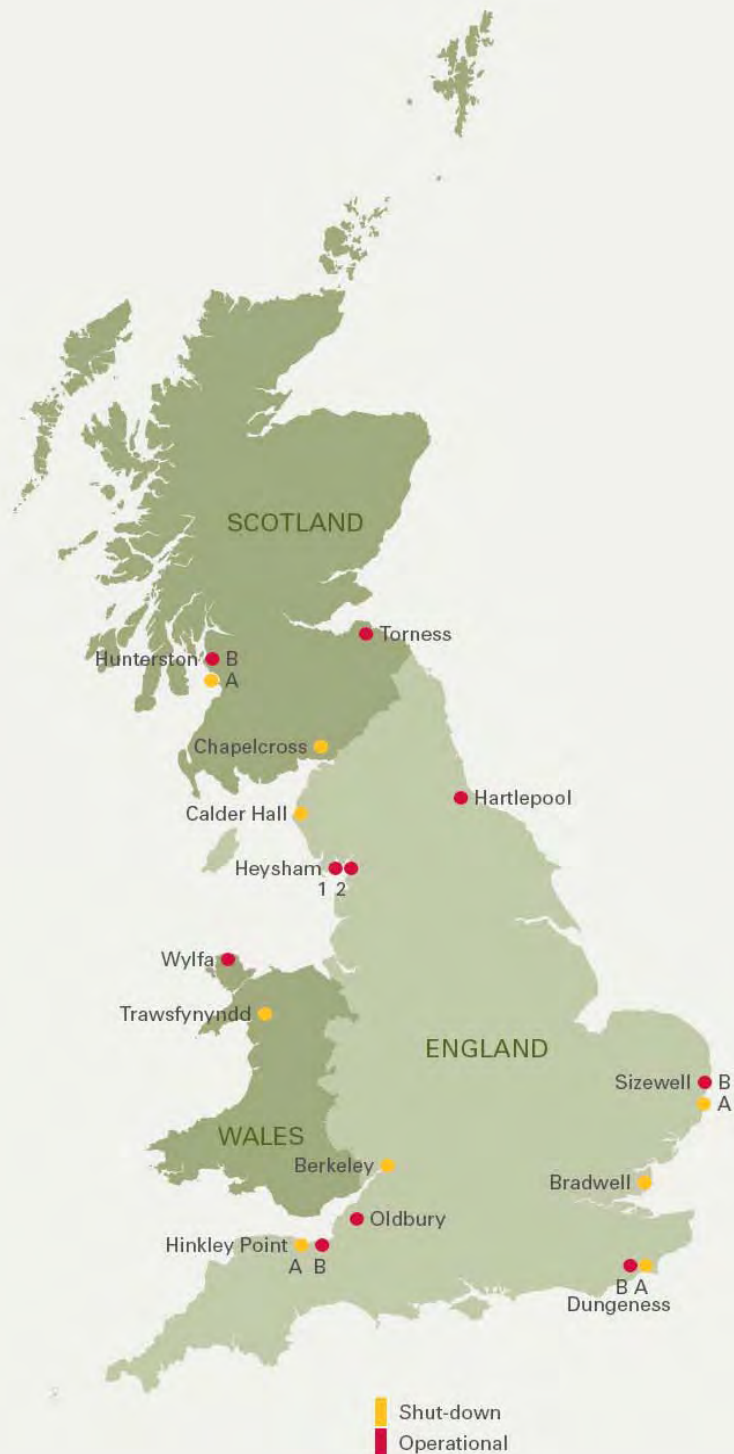 SCOTLAND
Torness
Hunterston B
A
Chapelcross
Hartlepool
Calder Hall
Heysham
1 2
Wylfa
Trawsfynyndd
ENGLAND
Sizewell B
A
WALES
Berkeley
Bradwell
Oldbury
Hinkley Point
A B
B A
Dungeness
Shut-down
Operational